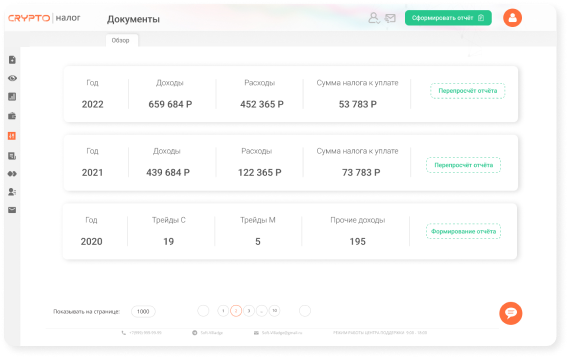 CRYPTO налог
Документы
Сформировать отчёт
Обзор
Год Доходы Расходы Сумма налога к уплате
2022 659 684 Р 452 365 Р 53 783 Р
Перепросчёт отчёта
Год Доходы Расходы Сумма налога к уплате
2021 439 684 Р 122 365 Р 73 783 Р
Перепросчёт отчёта
Год Трейды С Трейды М Прочие доходы
2020 19 5 195
Формирование отчёта
Показывать на странице: 1000
1 2 3 ... 10